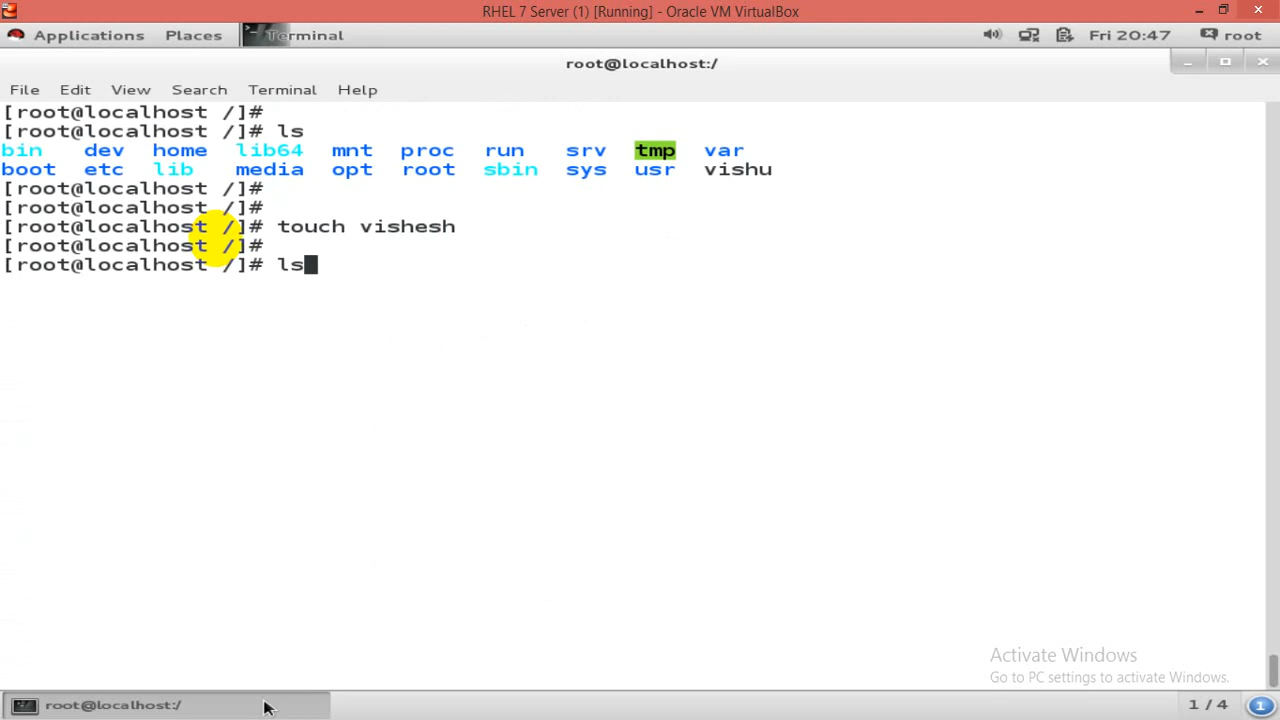 RHEL 7 Server (1) [Running] - Oracle VM VirtualBox
Applications Places Terminal Fri 20:47 root
root@localhost:/
File Edit View Search Terminal Help
[root@localhost /]#
[root@localhost /]# ls
bin dev home lib64 mnt proc run srv tmp var
boot etc lib media opt root sbin sys usr vishu
[root@localhost /]#
[root@localhost /]#
[root@localhost /]# touch vishesh
[root@localhost /]#
[root@localhost /]# ls
Activate Windows
Go to PC settings to activate Windows.
root@localhost:/ 1 / 4 1